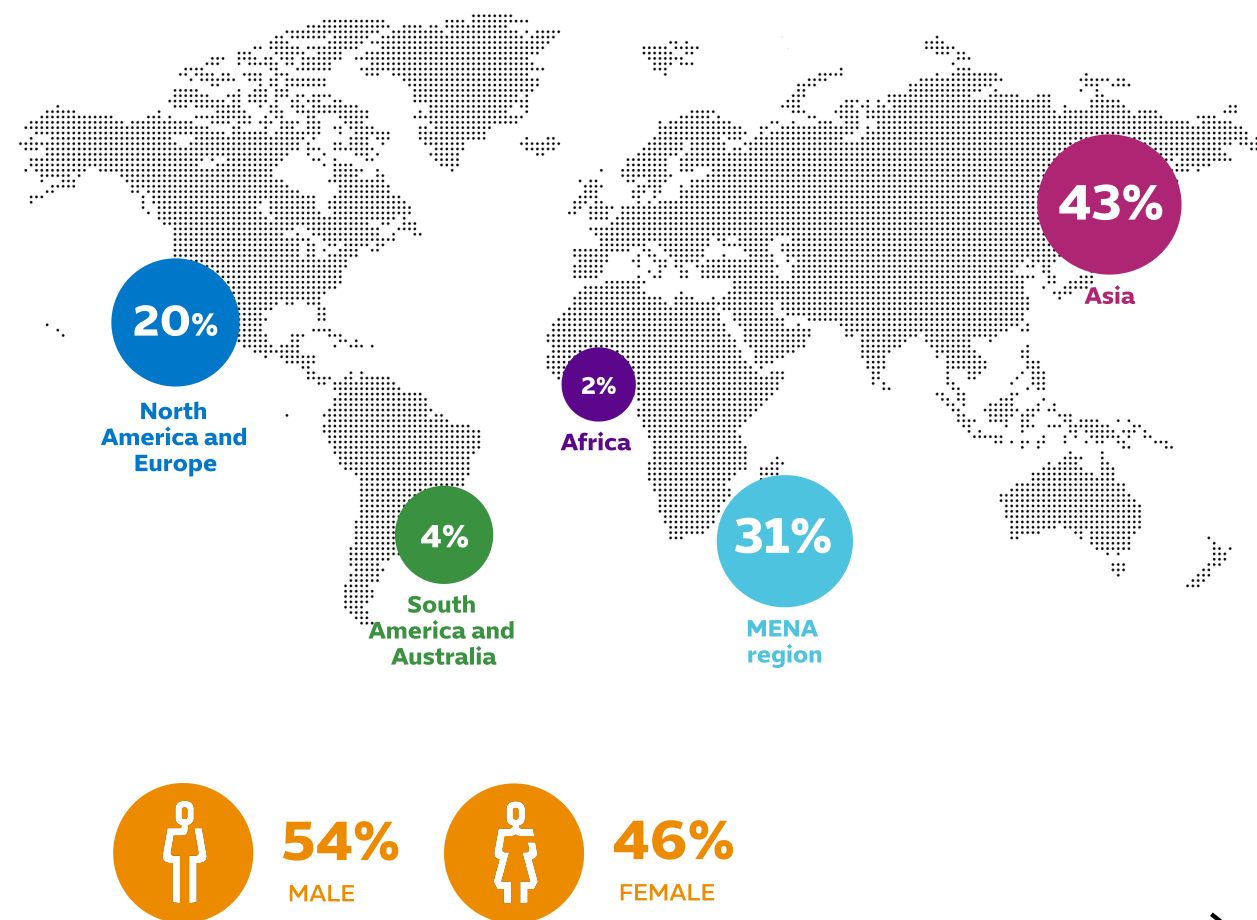 43%
Asia
20%
North
America and
Europe
2%
Africa
4%
South
America and
Australia
31%
MENA
region
54%
MALE
46%
FEMALE